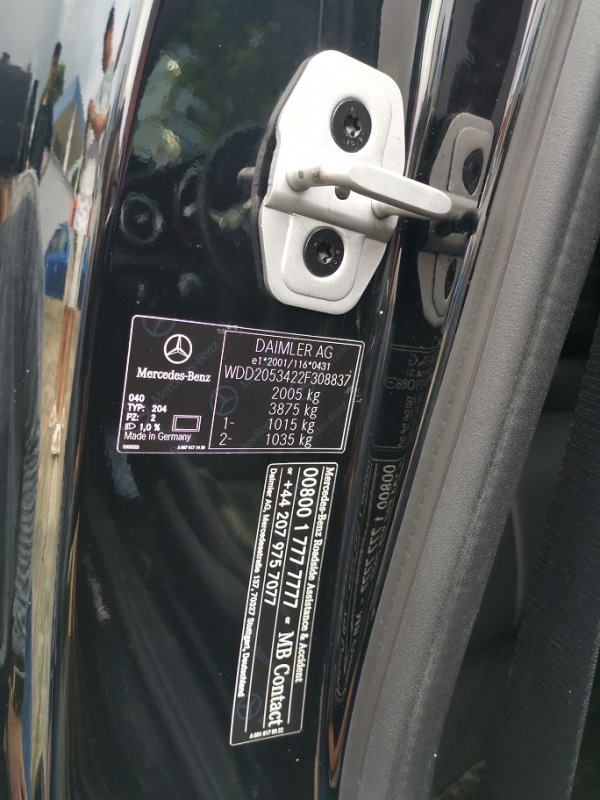 DAIMLER AG
e1*2001/116*0431
WDD2053422F308837
2005 kg
3875 kg
1- 1015 kg
2- 1035 kg
Mercedes-Benz
040
TYP: 204
PZ: 2
1,0 %
Made in Germany
Mercedes-Benz Roadside Assistance & Accident
00800 1 777 7777 or MB Contact
or +44 207 975 7077
Daimler AG, Mercedesstraße 137, 70327 Stuttgart, Deutschland